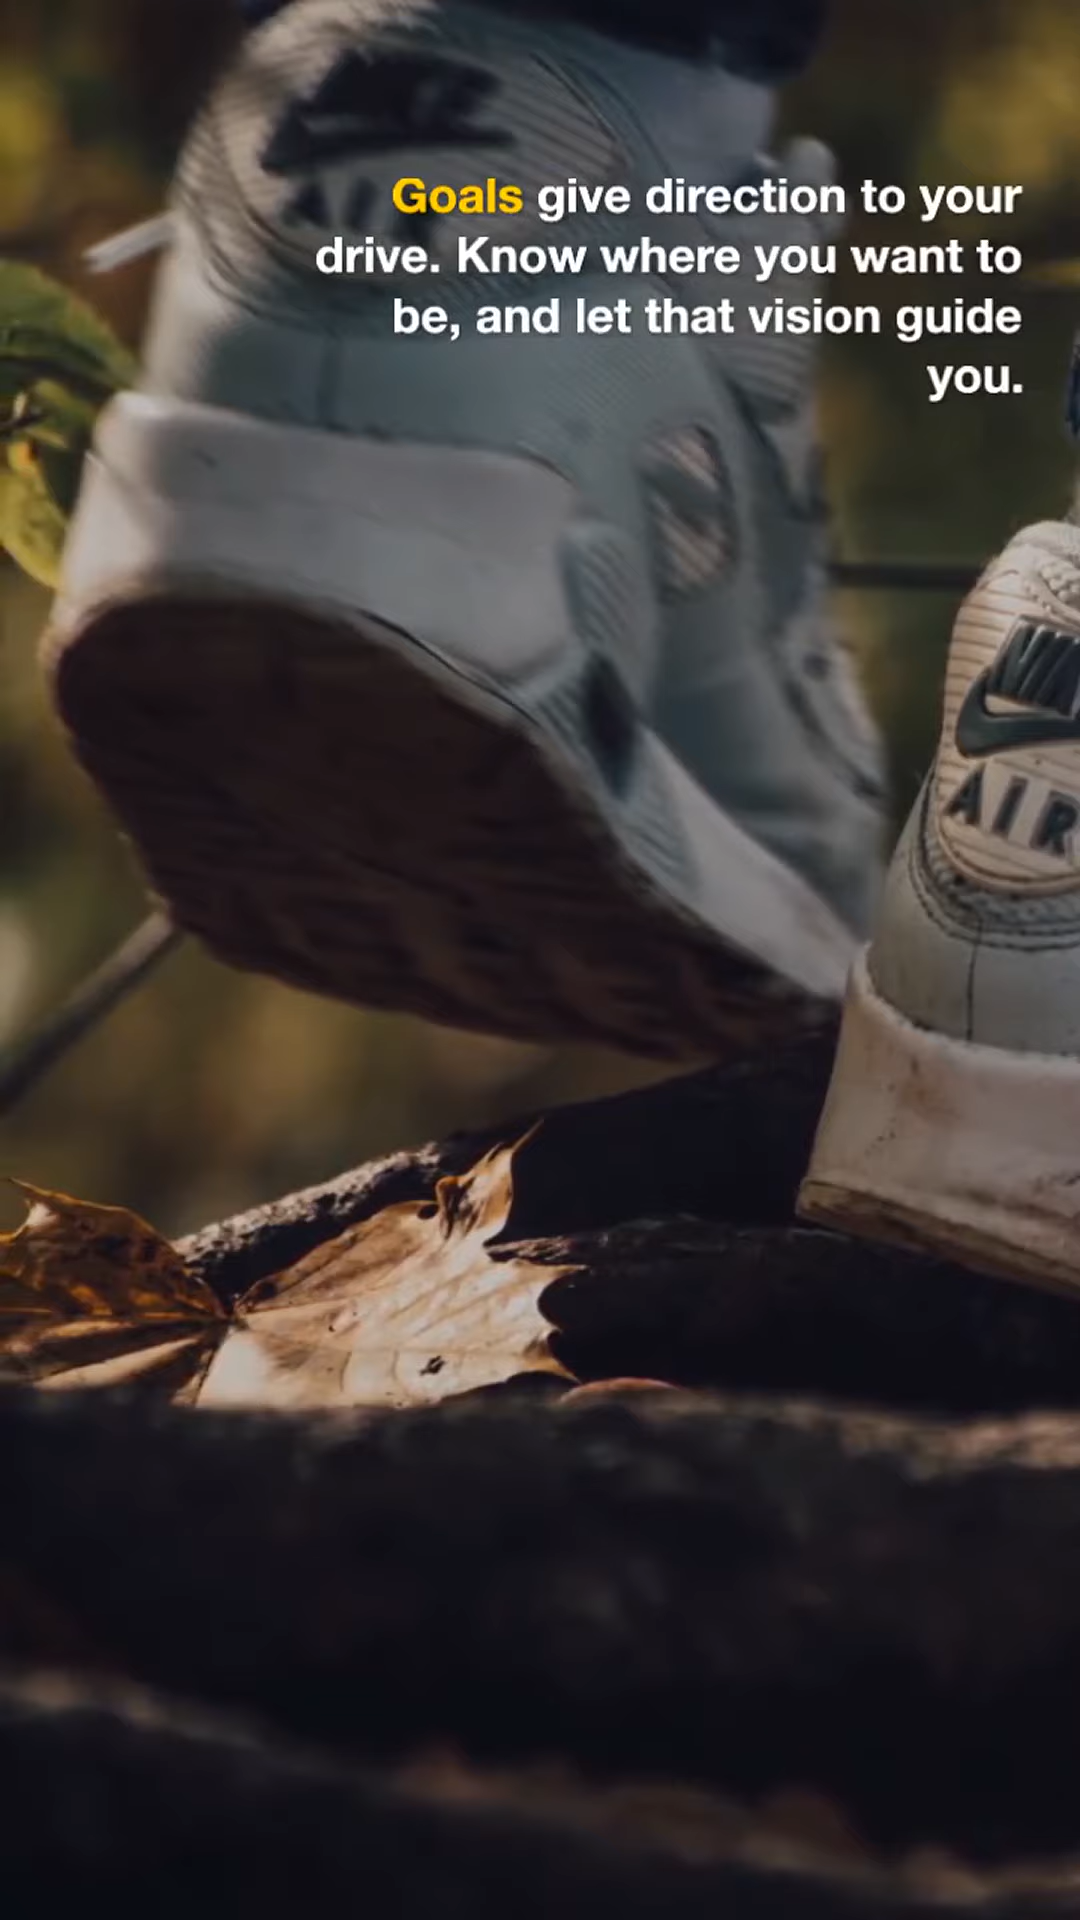 Goals give direction to your
drive. Know where you want to
be, and let that vision guide
you.
AIR
AIR